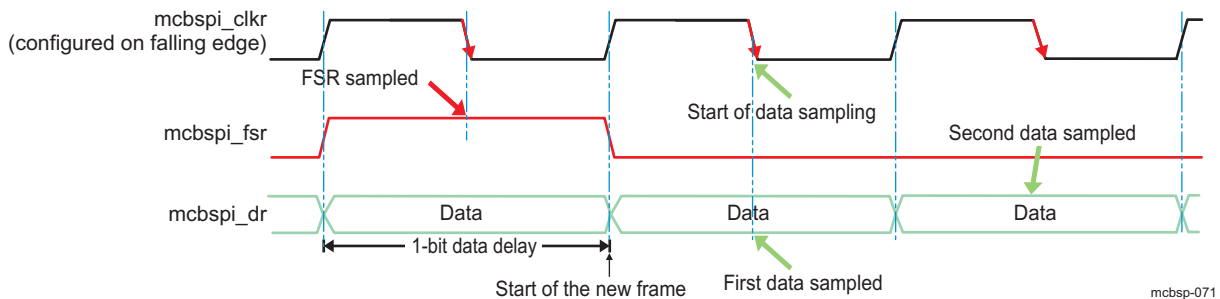 mcbspi_clkr
(configured on falling edge)
FSR sampled
Start of data sampling
mcbspi_fsr
Second data sampled
mcbspi_dr
Data
Data
Data
1-bit data delay
Start of the new frame
First data sampled
mcbsp-071